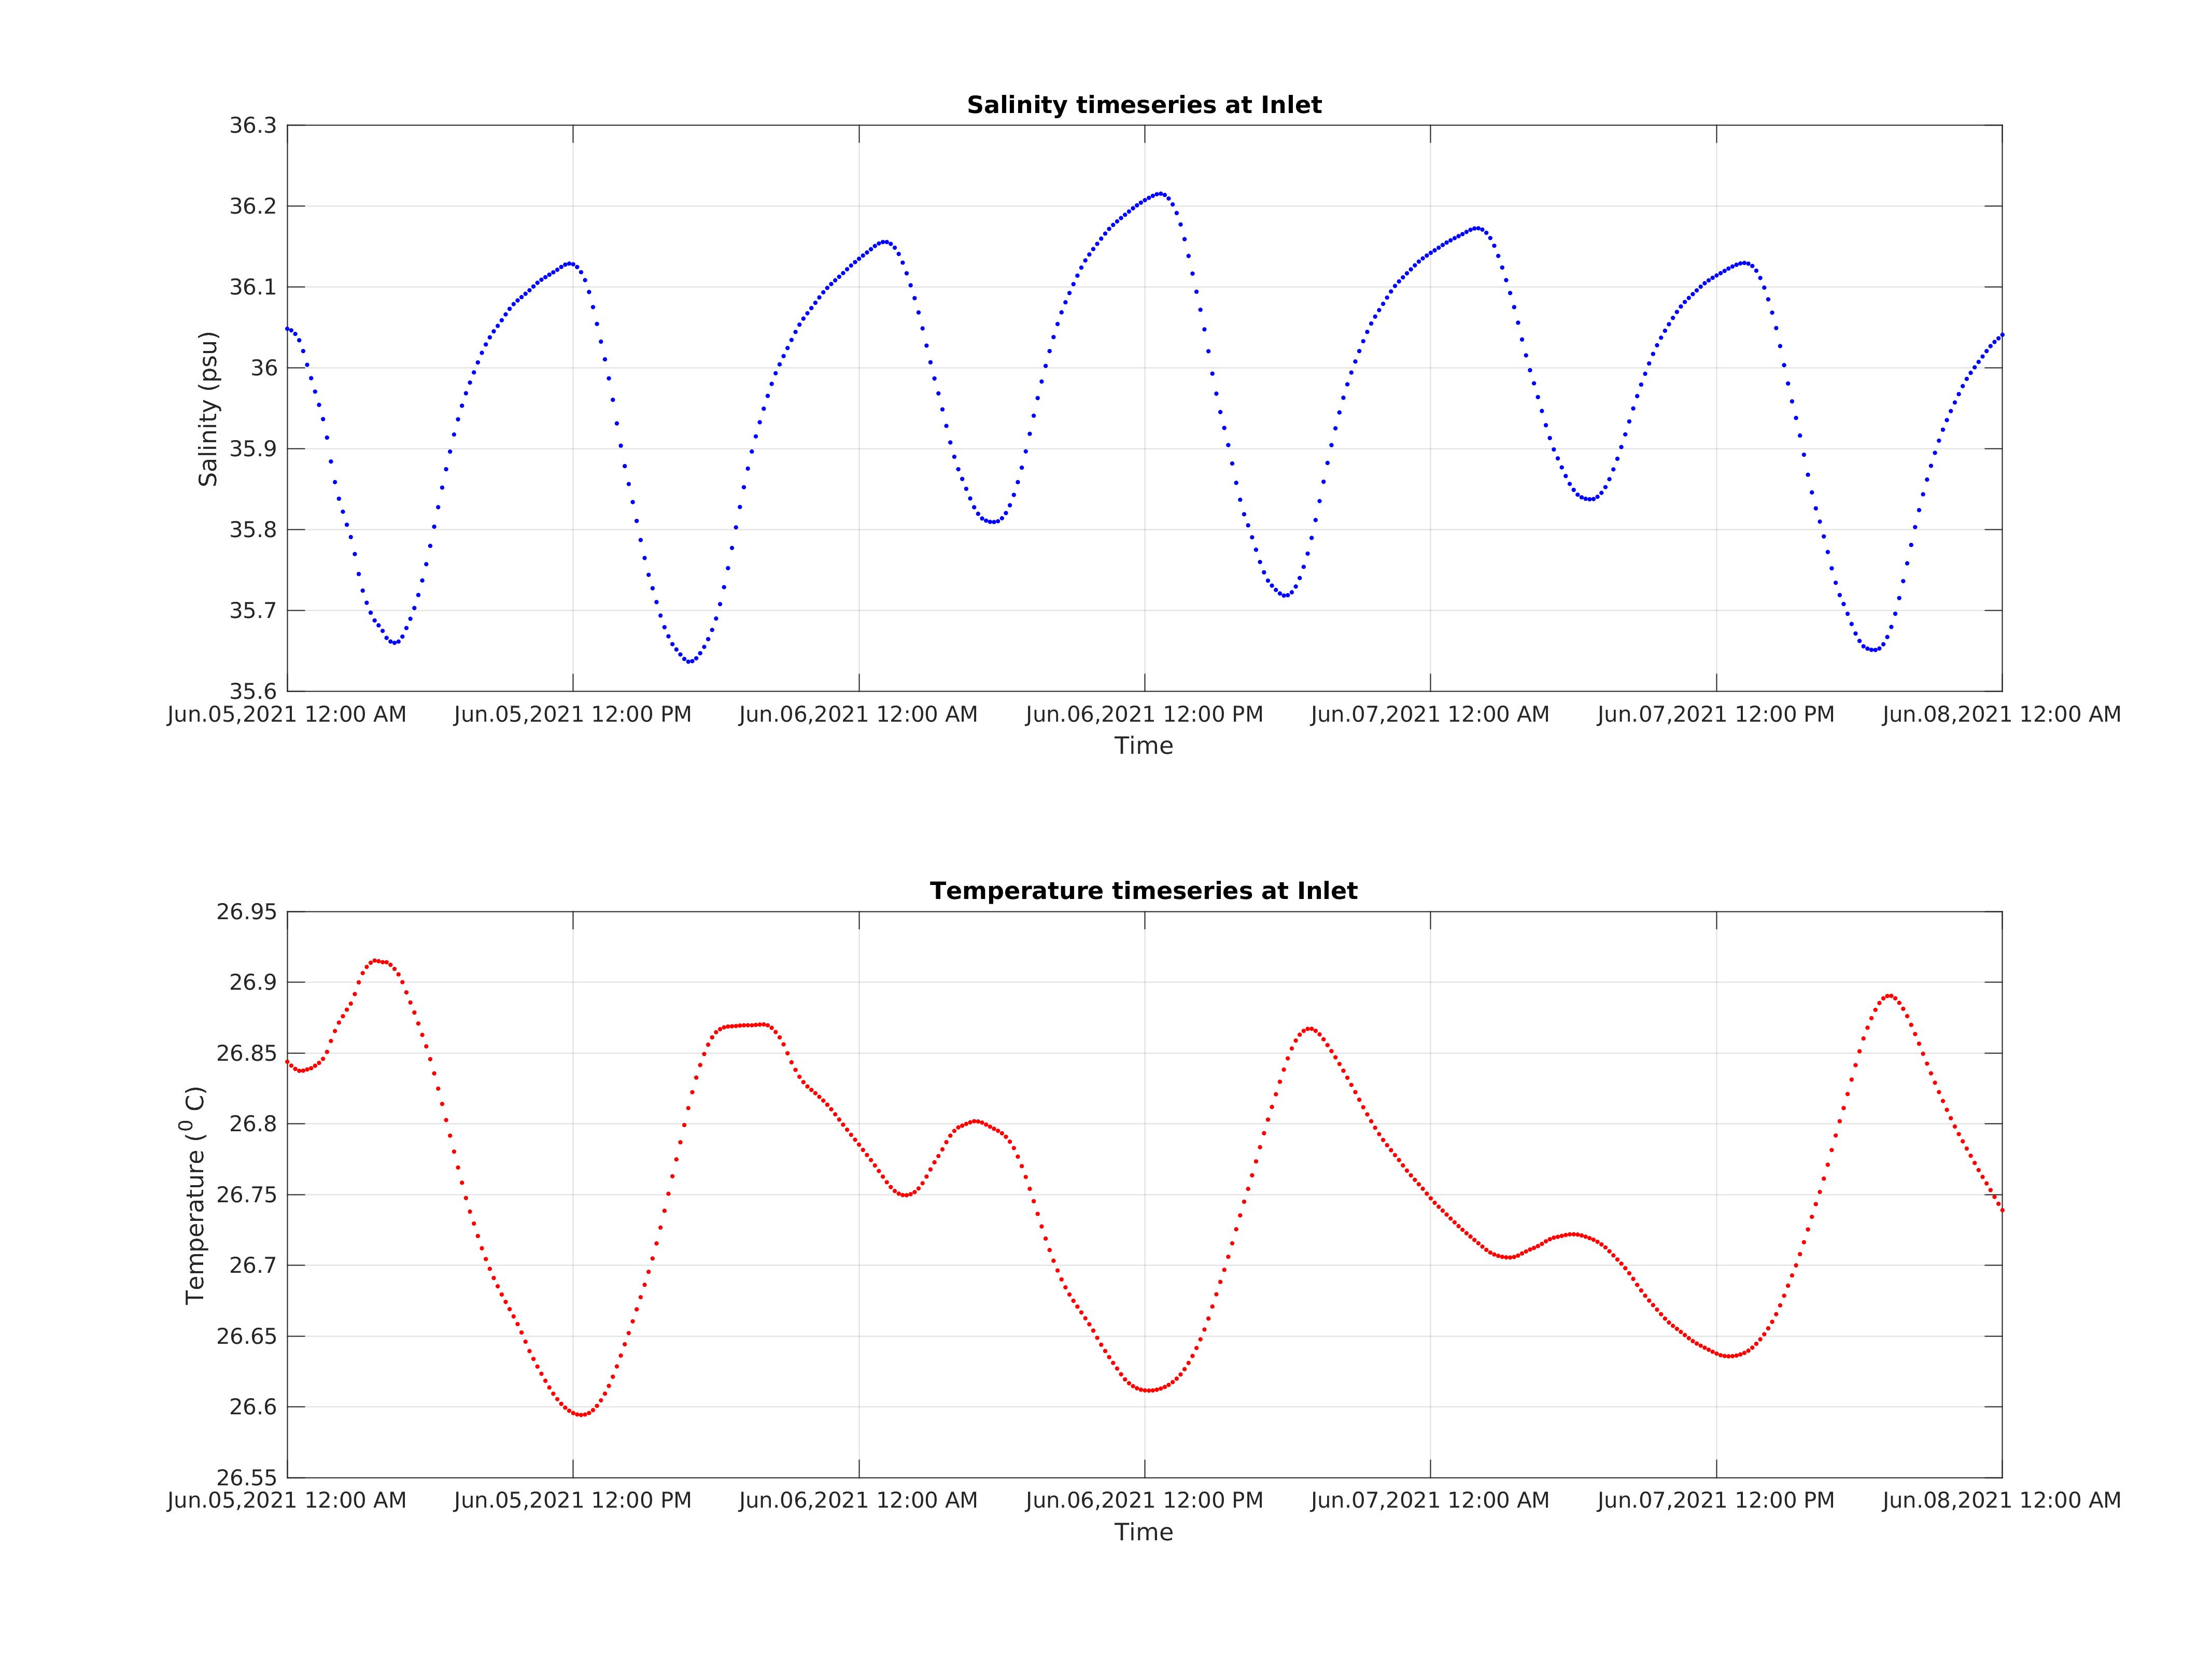 Salinity timeseries at Inlet
36.3
36.2
36.1
36
35.9
35.8
35.7
35.6
Salinity (psu)
Jun.05,2021 12:00 AM Jun.05,2021 12:00 PM Jun.06,2021 12:00 AM Jun.06,2021 12:00 PM Jun.07,2021 12:00 AM Jun.07,2021 12:00 PM Jun.08,2021 12:00 AM
Time
Temperature timeseries at Inlet
26.95
26.9
26.85
26.8
26.75
26.7
26.65
26.6
26.55
Temperature (⁰ C)
Jun.05,2021 12:00 AM Jun.05,2021 12:00 PM Jun.06,2021 12:00 AM Jun.06,2021 12:00 PM Jun.07,2021 12:00 AM Jun.07,2021 12:00 PM Jun.08,2021 12:00 AM
Time